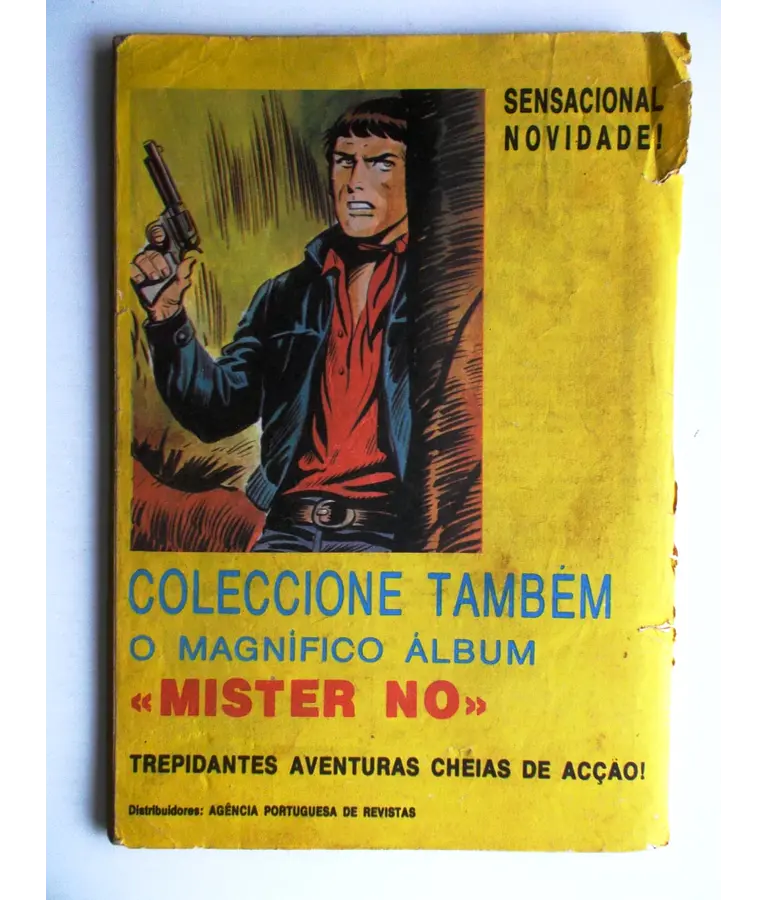 SENSACIONAL
NOVIDADE!
COLECCIONE TAMBÉM
O MAGNÍFICO ÁLBUM
«MISTER NO»
TREPIDANTES AVENTURAS CHEIAS DE ACÇÃO!
Distribuidores: AGÊNCIA PORTUGUESA DE REVISTAS